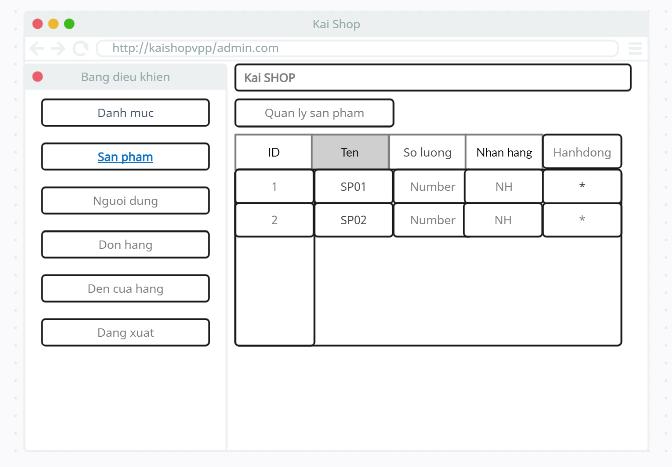 Kai Shop
http://kaishopvpp/admin.com
Bang dieu khien
Danh muc
San pham
Nguoi dung
Don hang
Den cua hang
Dang xuat
Kai SHOP
Quan ly san pham
ID Ten So luong Nhan hang Hanhdong
1 SP01 Number NH *
2 SP02 Number NH *